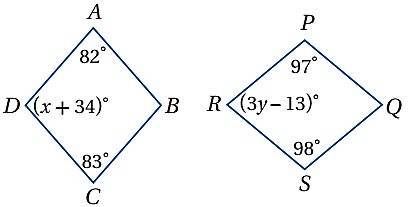 A
82°
D (x + 34)° B
83°
C
P
97°
R (3y – 13)° Q
98°
S